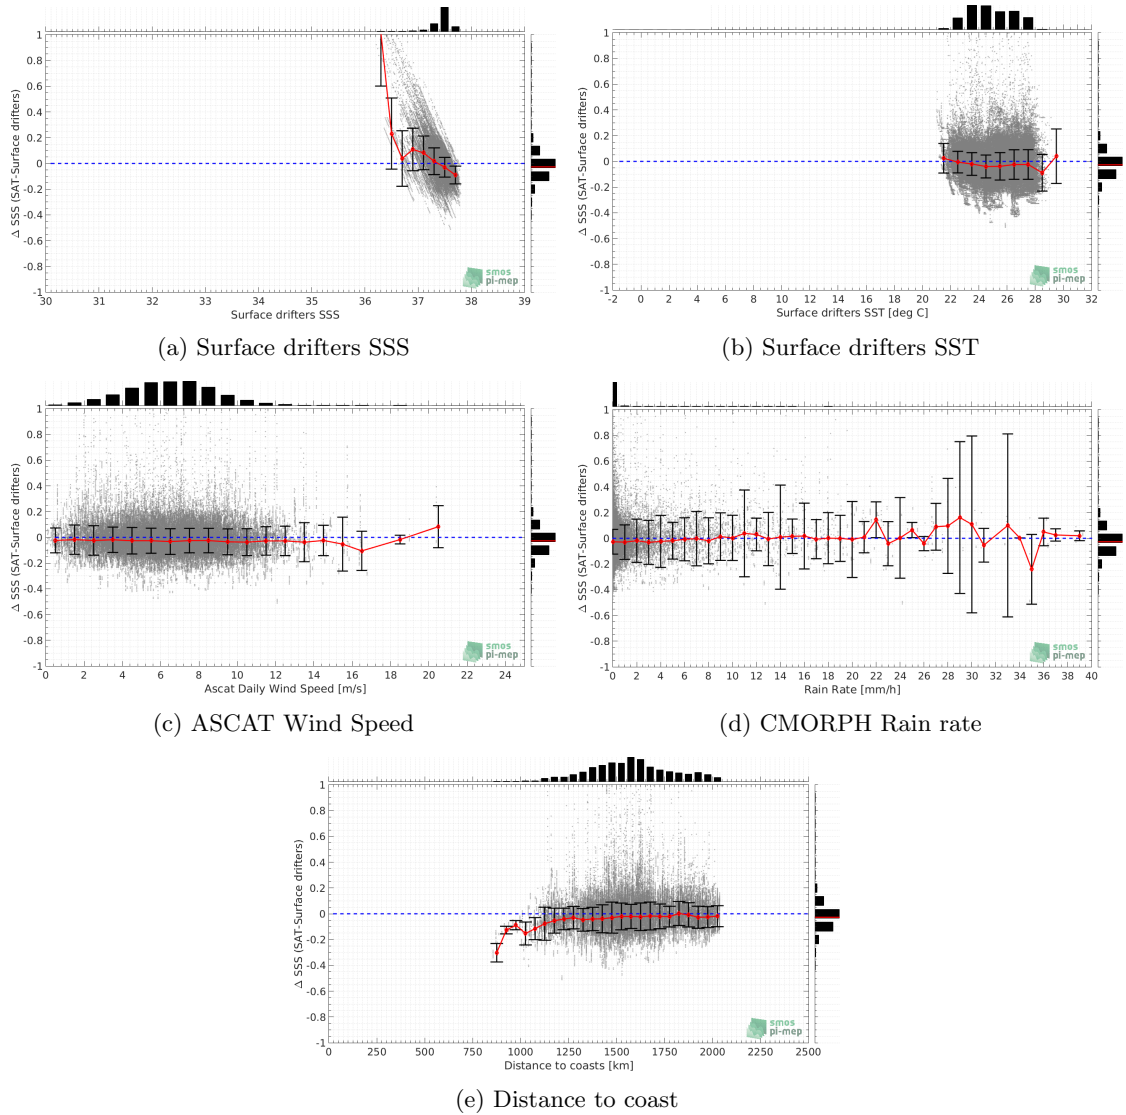 1
0.8
0.6
0.4
0.2
0
-0.2
-0.4
-0.6
-0.8
-1
Δ SSS (SAT-Surface drifters)
30 31 32 33 34 35 36 37 38 39
Surface drifters SSS
smos
pi-mep
(a) Surface drifters SSS
1
0.8
0.6
0.4
0.2
0
-0.2
-0.4
-0.6
-0.8
-1
Δ SSS (SAT-Surface drifters)
-2 0 2 4 6 8 10 12 14 16 18 20 22 24 26 28 30 32
Surface drifters SST [deg C]
smos
pi-mep
(b) Surface drifters SST
1
0.8
0.6
0.4
0.2
0
-0.2
-0.4
-0.6
-0.8
-1
Δ SSS (SAT-Surface drifters)
0 2 4 6 8 10 12 14 16 18 20 22 24
Ascat Daily Wind Speed [m/s]
smos
pi-mep
(c) ASCAT Wind Speed
1
0.8
0.6
0.4
0.2
0
-0.2
-0.4
-0.6
-0.8
-1
Δ SSS (SAT-Surface drifters)
0 2 4 6 8 10 12 14 16 18 20 22 24 26 28 30 32 34 36 38 40
Rain Rate [mm/h]
smos
pi-mep
(d) CMORPH Rain rate
1
0.8
0.6
0.4
0.2
0
-0.2
-0.4
-0.6
-0.8
-1
Δ SSS (SAT-Surface drifters)
0 250 500 750 1000 1250 1500 1750 2000 2250 2500
Distance to coasts [km]
smos
pi-mep
(e) Distance to coast